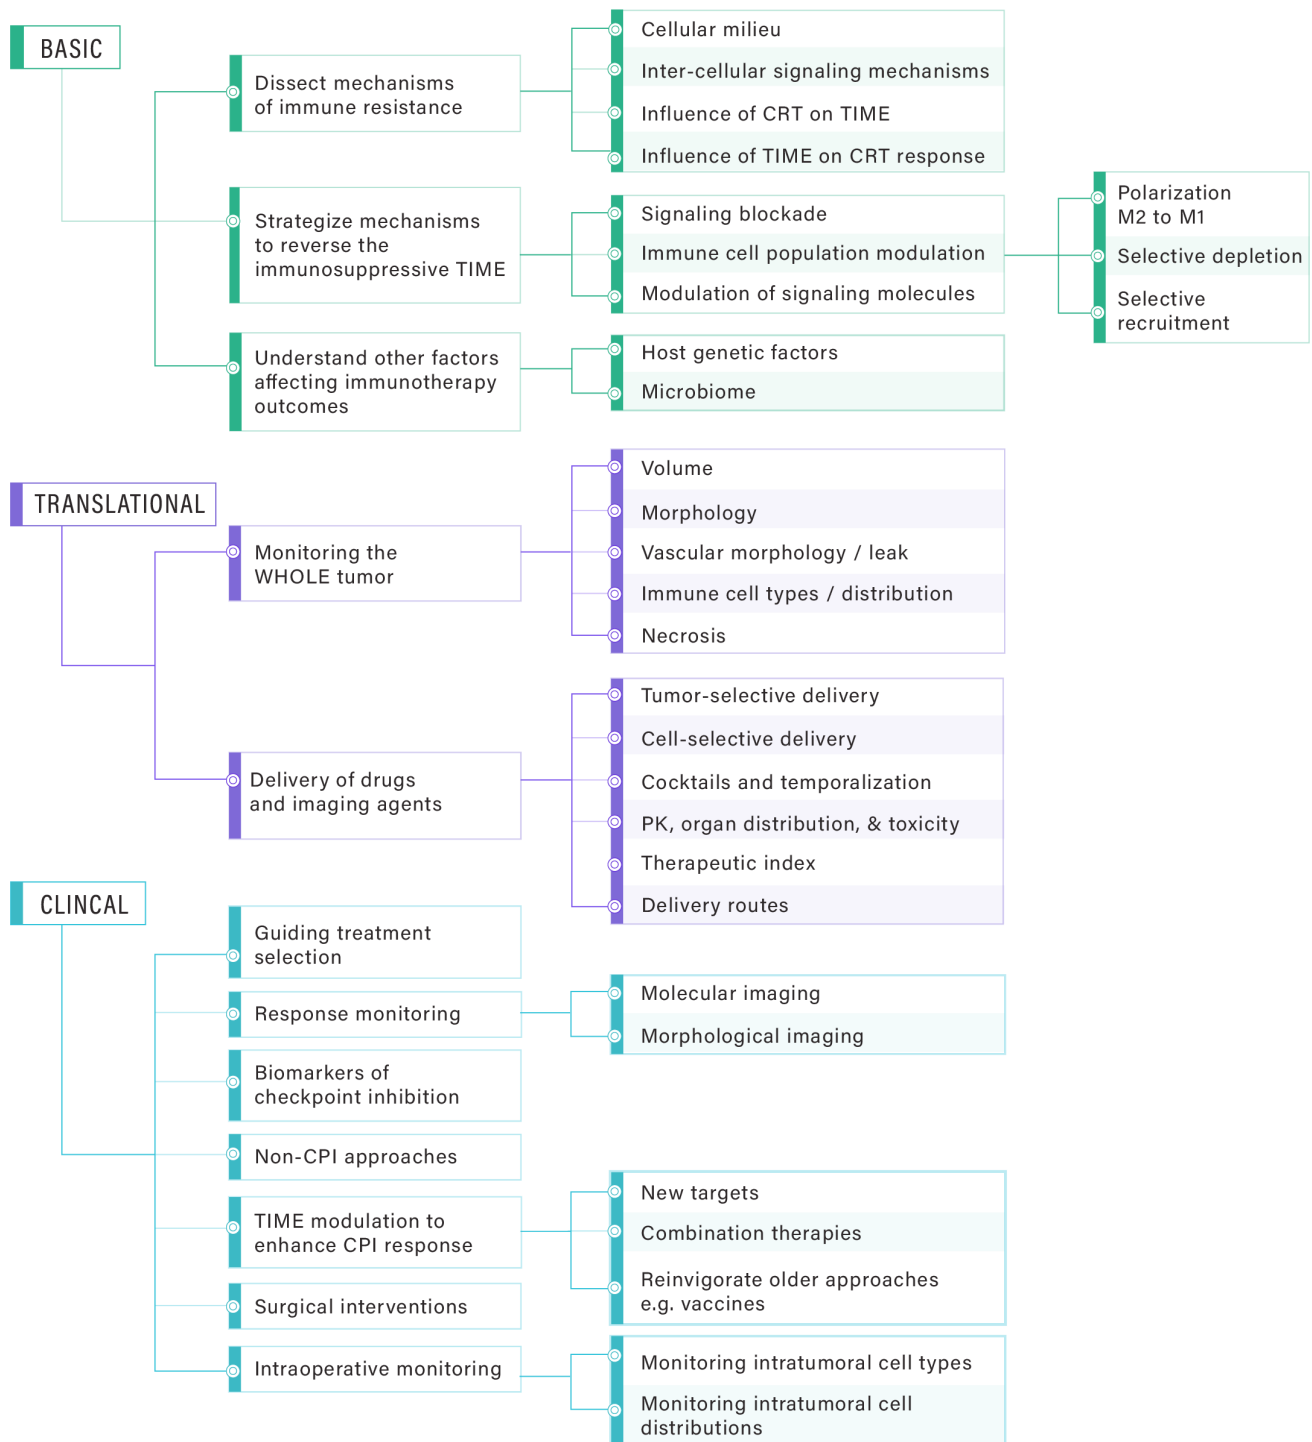 BASIC
Dissect mechanisms
of immune resistance
Cellular milieu
Inter-cellular signaling mechanisms
Influence of CRT on TIME
Influence of TIME on CRT response
Strategize mechanisms
to reverse the
immunosuppressive TIME
Signaling blockade
Immune cell population modulation
Modulation of signaling molecules
Polarization
M2 to M1
Selective depletion
Selective
recruitment
Understand other factors
affecting immunotherapy
outcomes
Host genetic factors
Microbiome
TRANSLATIONAL
Monitoring the
WHOLE tumor
Volume
Morphology
Vascular morphology / leak
Immune cell types / distribution
Necrosis
Delivery of drugs
and imaging agents
Tumor-selective delivery
Cell-selective delivery
Cocktails and temporalization
PK, organ distribution, & toxicity
Therapeutic index
Delivery routes
CLINCAL
Guiding treatment
selection
Response monitoring
Molecular imaging
Morphological imaging
Biomarkers of
checkpoint inhibition
Non-CPI approaches
TIME modulation to
enhance CPI response
New targets
Combination therapies
Reinvigorate older approaches
e.g. vaccines
Surgical interventions
Intraoperative monitoring
Monitoring intratumoral cell types
Monitoring intratumoral cell
distributions